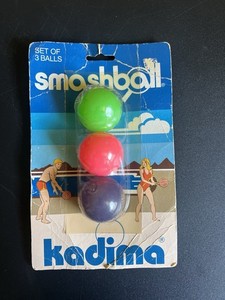 SET OF
3 BALLS
smashball®
kadima®